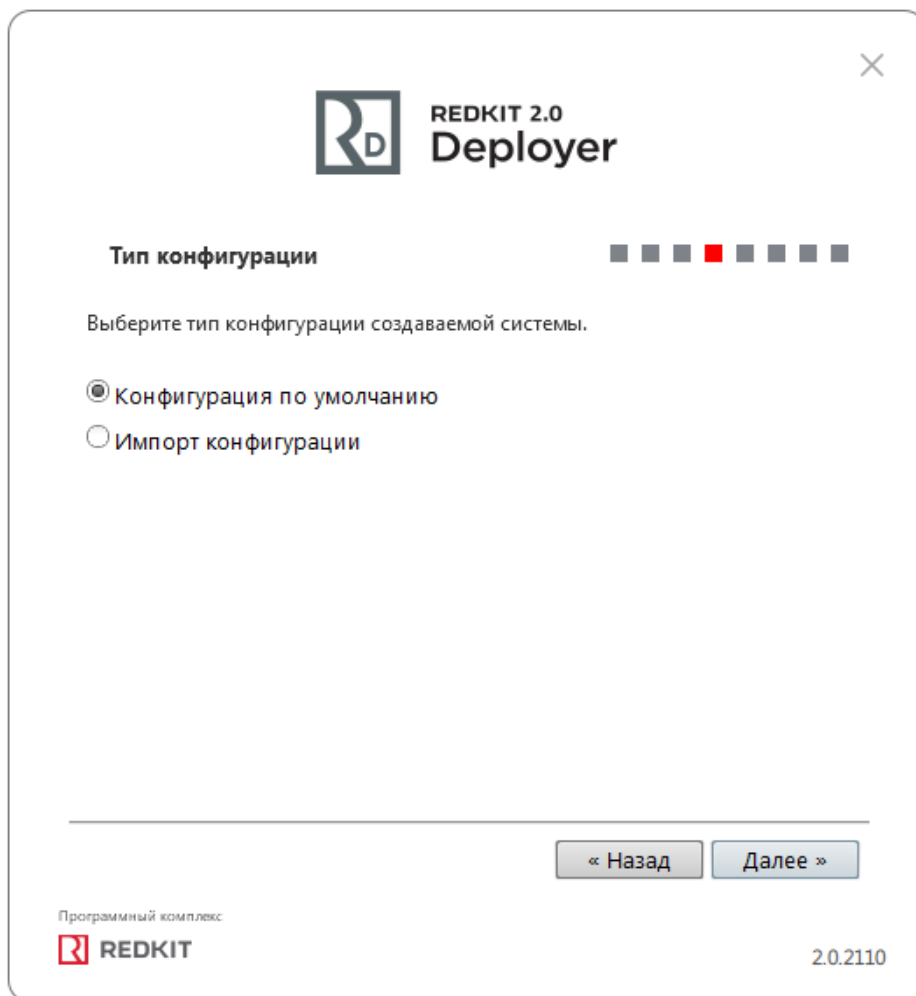 RD
REDKIT 2.0
Deployer
Тип конфигурации
Выберите тип конфигурации создаваемой системы.
Конфигурация по умолчанию
Импорт конфигурации
« Назад
Далее »
Программный комплекс
REDKIT
2.0.2110